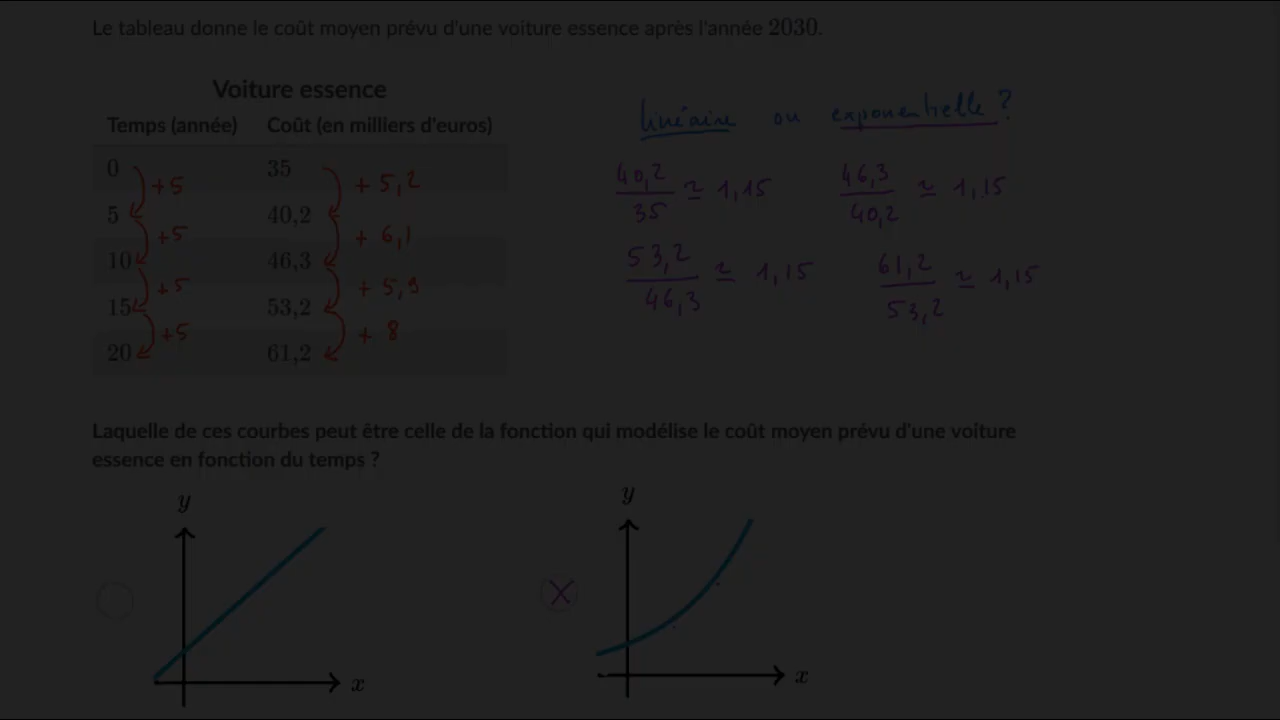 Le tableau donne le coût moyen prévu d'une voiture essence après l'année 2030.
Voiture essence
Temps (année) Coût (en milliers d'euros)
0 35
5 40,2
10 46,3
15 53,2
20 61,2
+5
+5
+5
+5
+ 5,2
+ 6,1
+ 5,9
+ 8
linéaire ou exponentielle ?
40,2/35 ≃ 1,15 46,3/40,2 ≃ 1,15
53,2/46,3 ≃ 1,15 61,2/53,2 ≃ 1,15
Laquelle de ces courbes peut être celle de la fonction qui modélise le coût moyen prévu d'une voiture
essence en fonction du temps ?
y
x
y
x